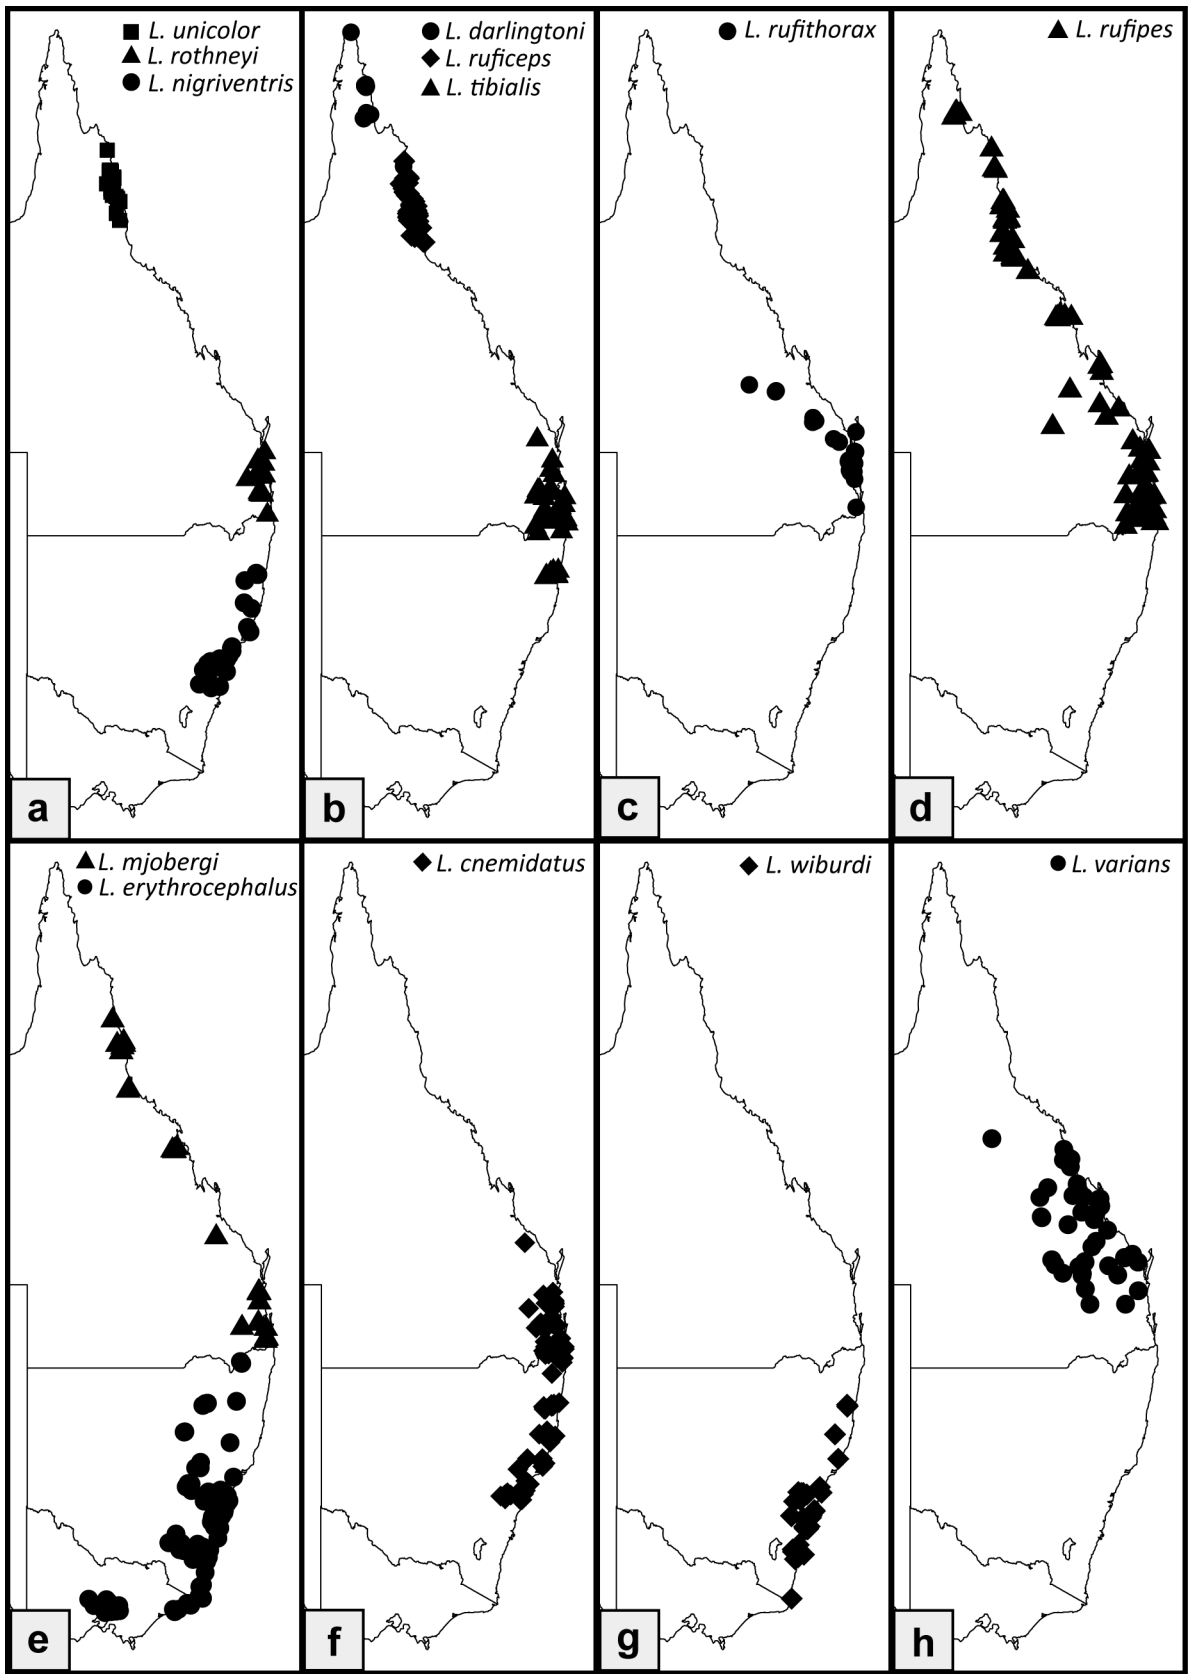 L. unicolor
L. rothneyi
L. nigriventris
a
L. darlingtoni
L. ruficeps
L. tibialis
b
L. rufithorax
c
L. rufipes
d
L. mjobergi
L. erythrocephalus
e
L. cnemidatus
f
L. wiburdi
g
L. varians
h